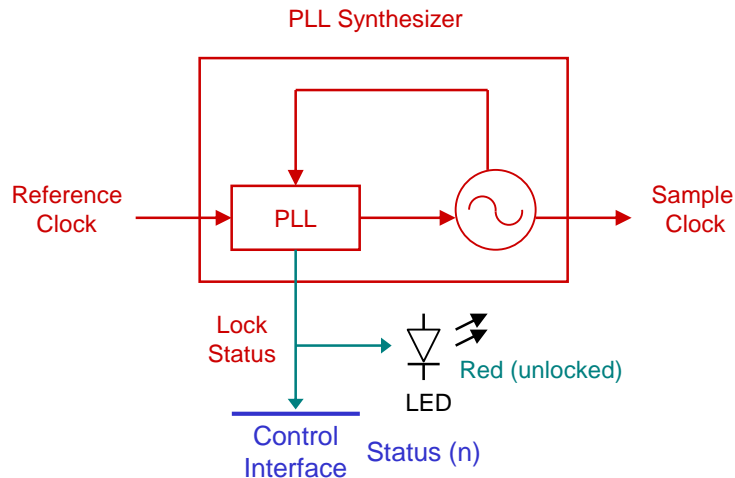 PLL Synthesizer
Reference
Clock
PLL
Sample
Clock
Lock
Status
Red (unlocked)
LED
Control
Interface
Status (n)